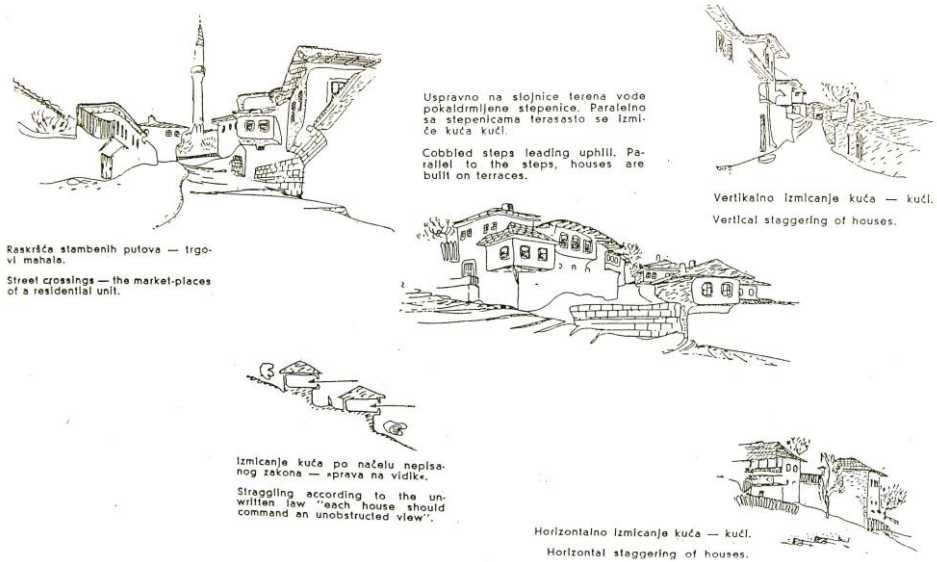 Raskršća stambenih putova — trgo-
vi mahala.
Street crossings — the market-places
of a residential unit.
Uspravno na slojnice terena vode
pokaldrmljene stepenice. Paralelno
sa stepenicama terasasto se izmi-
če kuća kući.
Cobbled steps leading uphill. Pa-
rallel to the steps, houses are
built on terraces.
Vertikalno izmicanje kuća — kući.
Vertical staggering of houses.
Izmicanje kuća po načelu nepisa-
nog zakona — »prava na vidik«.
Straggling according to the un-
written law "each house should
command an unobstructed view".
Horizontalno izmicanje kuća — kući.
Horizontal staggering of houses.